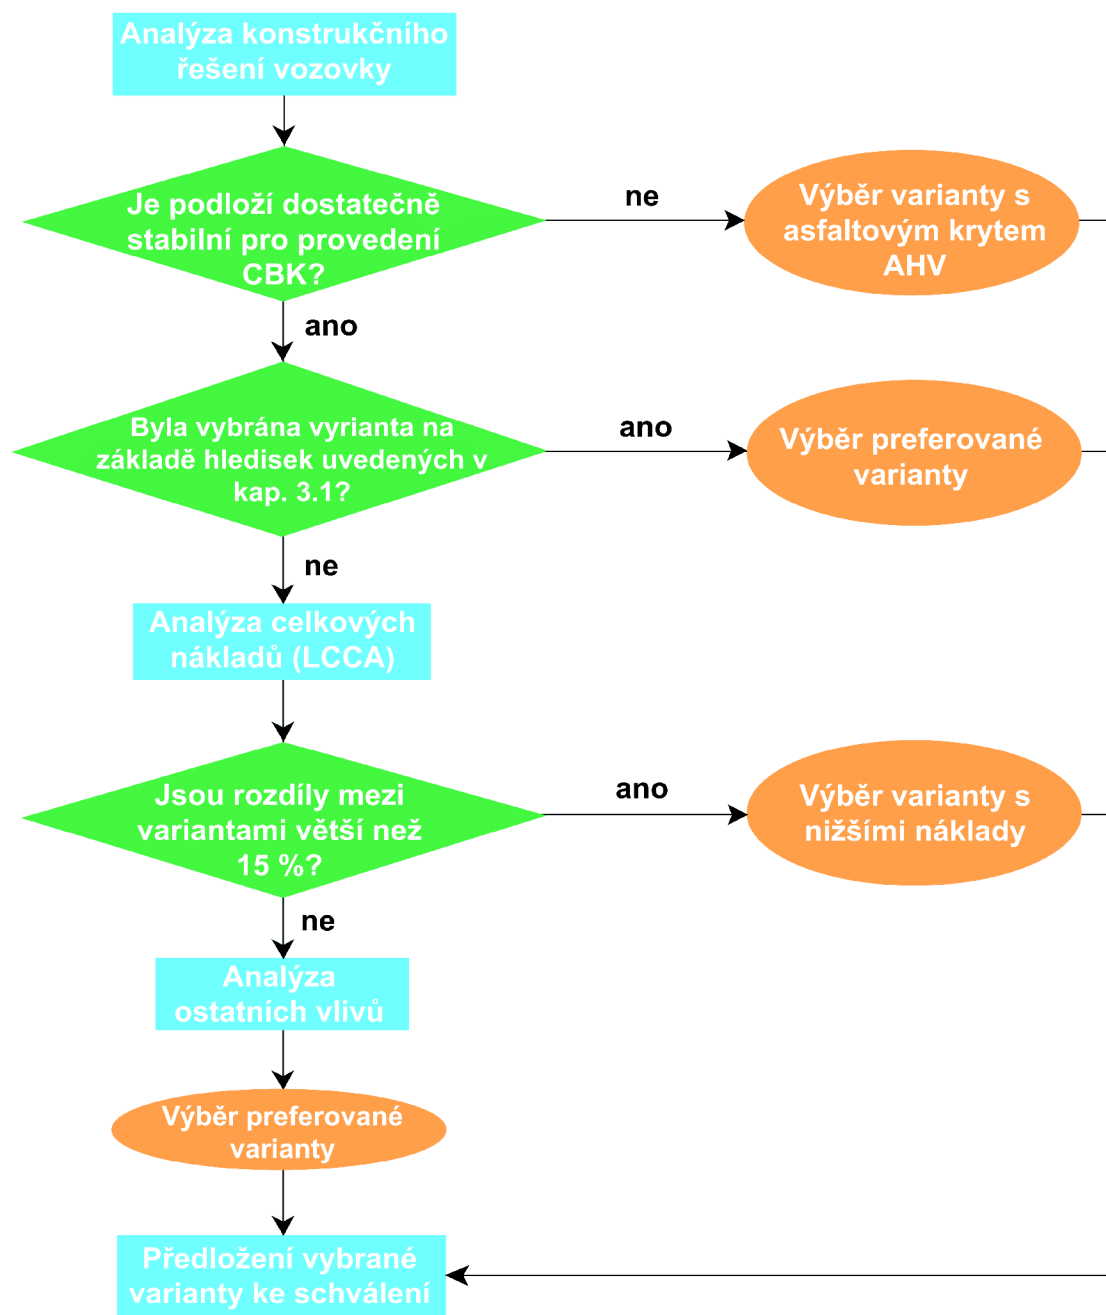 Analýza konstrukčního
řešení vozovky
Je podloží dostatečně
stabilní pro provedení
CBK?
ne
Výběr varianty s
asfaltovým krytem
AHV
ano
Byla vybrána vyrianta na
základě hledisek uvedených v
kap. 3.1?
ano
Výběr preferované
varianty
ne
Analýza celkových
nákladů (LCCA)
Jsou rozdíly mezi
variantami větší než
15 %?
ano
Výběr varianty s
nižšími náklady
ne
Analýza
ostatních vlivů
Výběr preferované
varianty
Předložení vybrané
varianty ke schválení